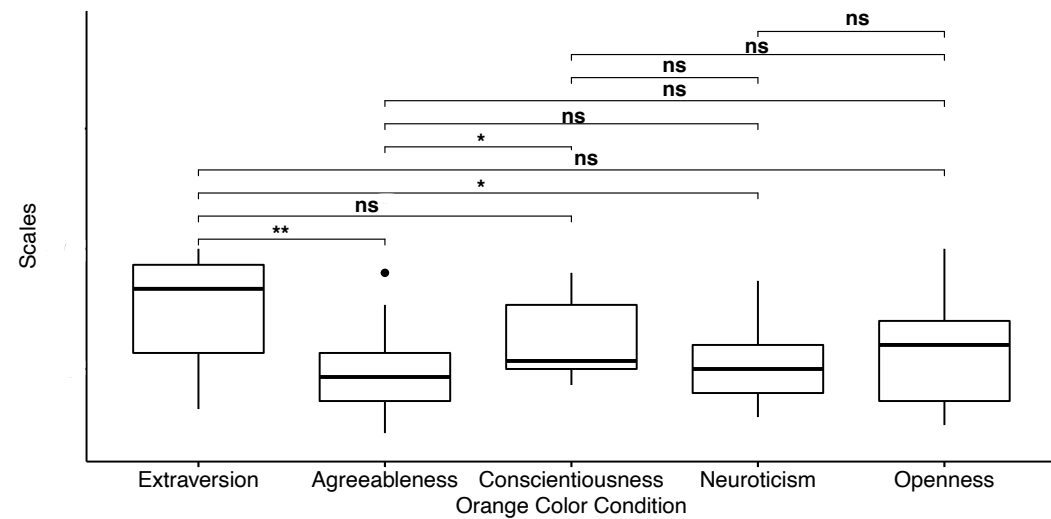 ns
ns
ns
ns
ns
*
ns
*
ns
**
Scales
Extraversion Agreeableness Conscientiousness Neuroticism Openness
Orange Color Condition